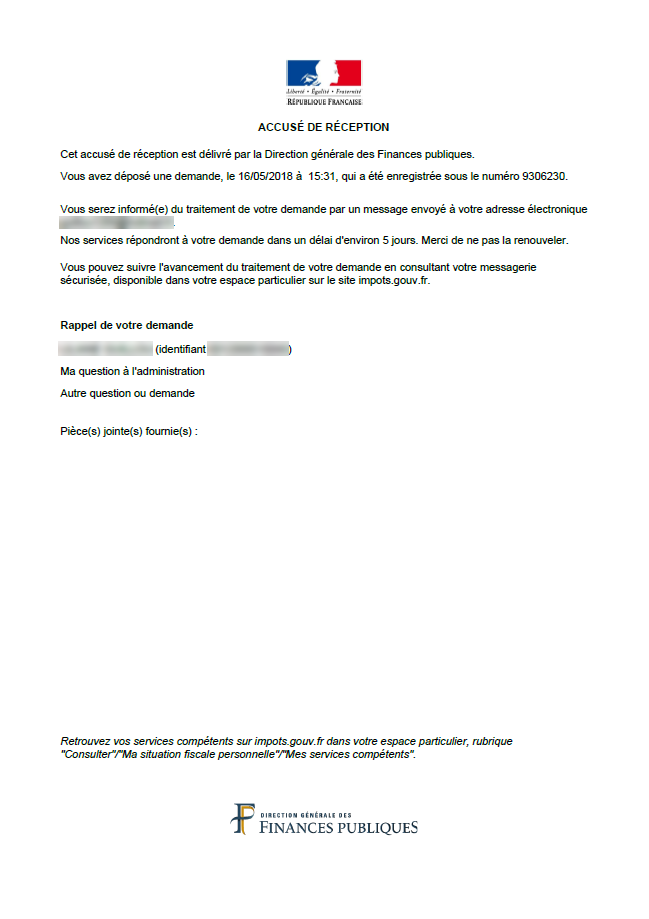 Liberté • Égalité • Fraternité
RÉPUBLIQUE FRANÇAISE
ACCUSÉ DE RÉCEPTION
Cet accusé de réception est délivré par la Direction générale des Finances publiques.
Vous avez déposé une demande, le 16/05/2018 à 15:31, qui a été enregistrée sous le numéro 9306230.
Vous serez informé(e) du traitement de votre demande par un message envoyé à votre adresse électronique
.
Nos services répondront à votre demande dans un délai d'environ 5 jours. Merci de ne pas la renouveler.
Vous pouvez suivre l'avancement du traitement de votre demande en consultant votre messagerie
sécurisée, disponible dans votre espace particulier sur le site impots.gouv.fr.
Rappel de votre demande
(identifiant )
Ma question à l'administration
Autre question ou demande
Pièce(s) jointe(s) fournie(s) :
Retrouvez vos services compétents sur impots.gouv.fr dans votre espace particulier, rubrique
"Consulter"/"Ma situation fiscale personnelle"/"Mes services compétents".
DIRECTION GÉNÉRALE DES
FINANCES PUBLIQUES